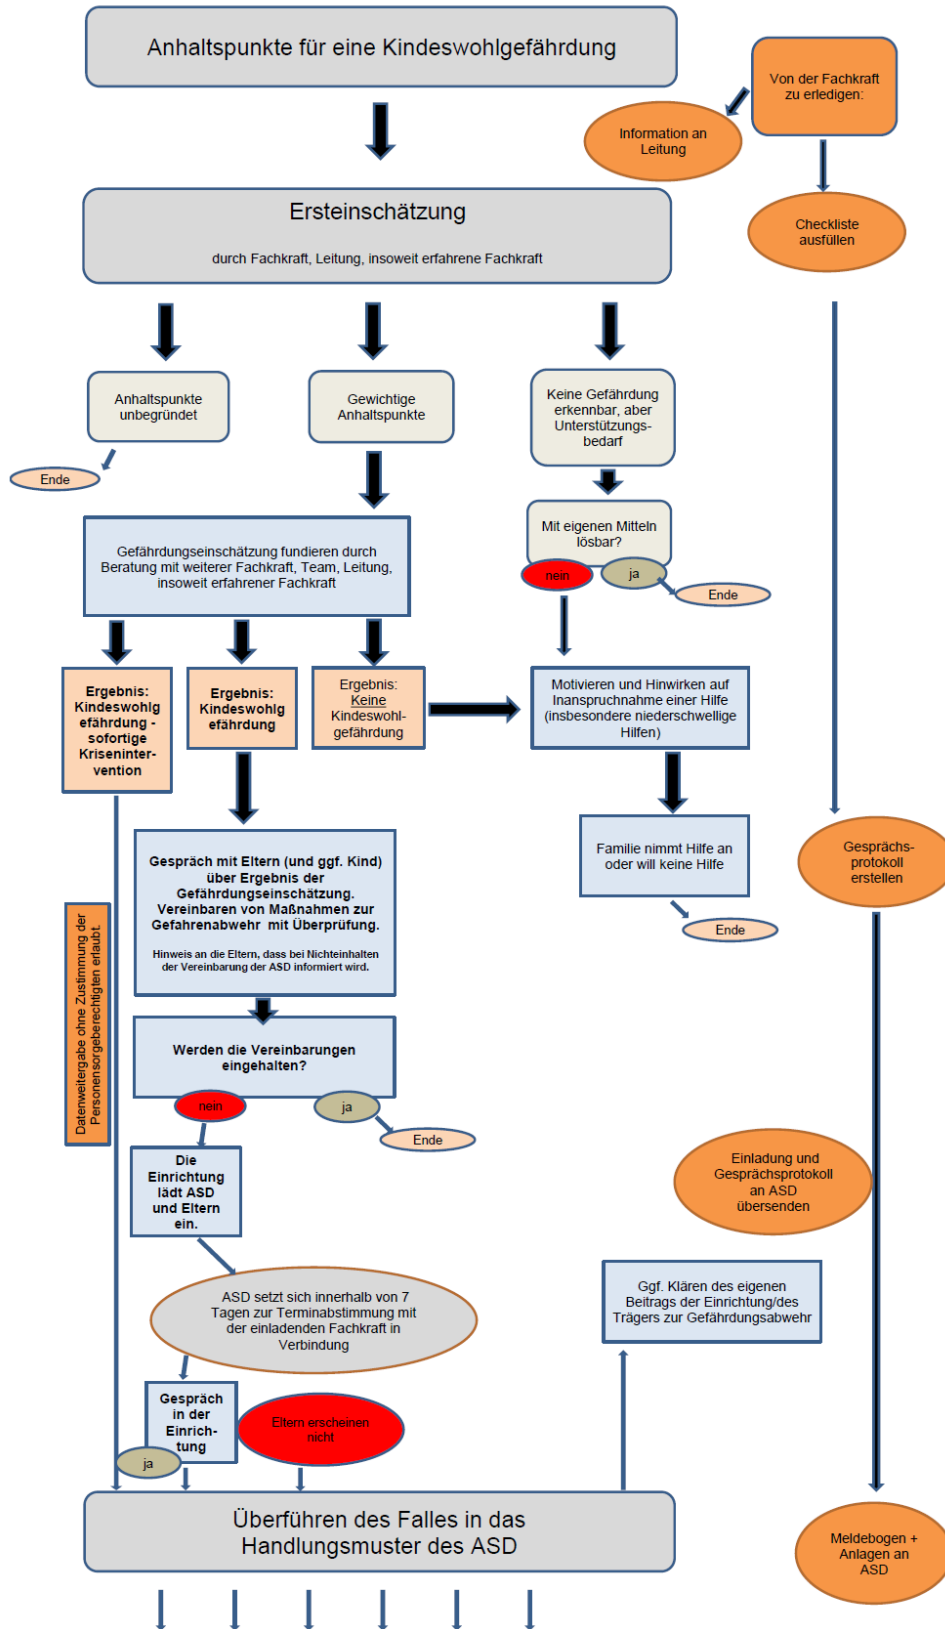 Anhaltspunkte für eine Kindeswohlgefährdung
Von der Fachkraft
zu erledigen:
Information an
Leitung
Ersteinschätzung
durch Fachkraft, Leitung, insoweit erfahrene Fachkraft
Checkliste
ausfüllen
Anhaltspunkte
unbegründet
Ende
Gewichtige
Anhaltspunkte
Keine Gefährdung
erkennbar, aber
Unterstützungs-
bedarf
Mit eigenen Mitteln
lösbar?
nein
ja
Ende
Gefährdungseinschätzung fundieren durch
Beratung mit weiterer Fachkraft, Team, Leitung,
insoweit erfahrener Fachkraft
Ergebnis:
Kindeswohlg
efährdung -
sofortige
Kriseninter-
vention
Ergebnis:
Kindeswohlg
efährdung
Ergebnis:
Keine
Kindeswohl-
gefährdung
Motivieren und Hinwirken auf
Inanspruchnahme einer Hilfe
(insbesondere niederschwellige
Hilfen)
Familie nimmt Hilfe an
oder will keine Hilfe
Ende
Gesprächs-
protokoll
erstellen
Gespräch mit Eltern (und ggf. Kind)
über Ergebnis der
Gefährdungseinschätzung.
Vereinbaren von Maßnahmen zur
Gefahrenabwehr mit Überprüfung.
Hinweis an die Eltern, dass bei Nichteinhalten
der Vereinbarung der ASD informiert wird.
Datenweitergabe ohne Zustimmung der
Personensorgeberechtigten erlaubt.
Werden die Vereinbarungen
eingehalten?
nein
ja
Ende
Die
Einrichtung
lädt ASD
und Eltern
ein.
Einladung und
Gesprächsprotokoll
an ASD
übersenden
ASD setzt sich innerhalb von 7
Tagen zur Terminabstimmung mit
der einladenden Fachkraft in
Verbindung
Ggf. Klären des eigenen
Beitrags der Einrichtung/des
Trägers zur Gefährdungsabwehr
Gespräch
in der
Einrich-
tung
ja
Eltern erscheinen
nicht
Überführen des Falles in das
Handlungsmuster des ASD
Meldebogen +
Anlagen an
ASD